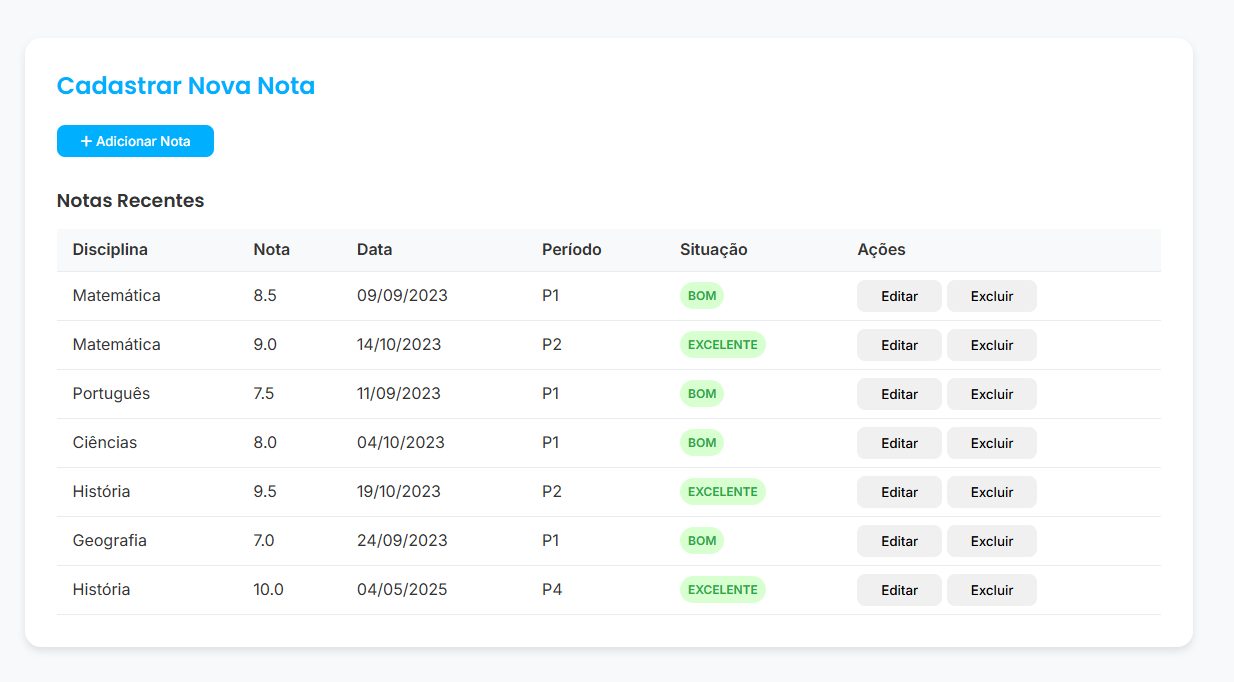 Cadastrar Nova Nota
+ Adicionar Nota
Notas Recentes
Disciplina Nota Data Período Situação Ações
Matemática 8.5 09/09/2023 P1 BOM Editar Excluir
Matemática 9.0 14/10/2023 P2 EXCELENTE Editar Excluir
Português 7.5 11/09/2023 P1 BOM Editar Excluir
Ciências 8.0 04/10/2023 P1 BOM Editar Excluir
História 9.5 19/10/2023 P2 EXCELENTE Editar Excluir
Geografia 7.0 24/09/2023 P1 BOM Editar Excluir
História 10.0 04/05/2025 P4 EXCELENTE Editar Excluir